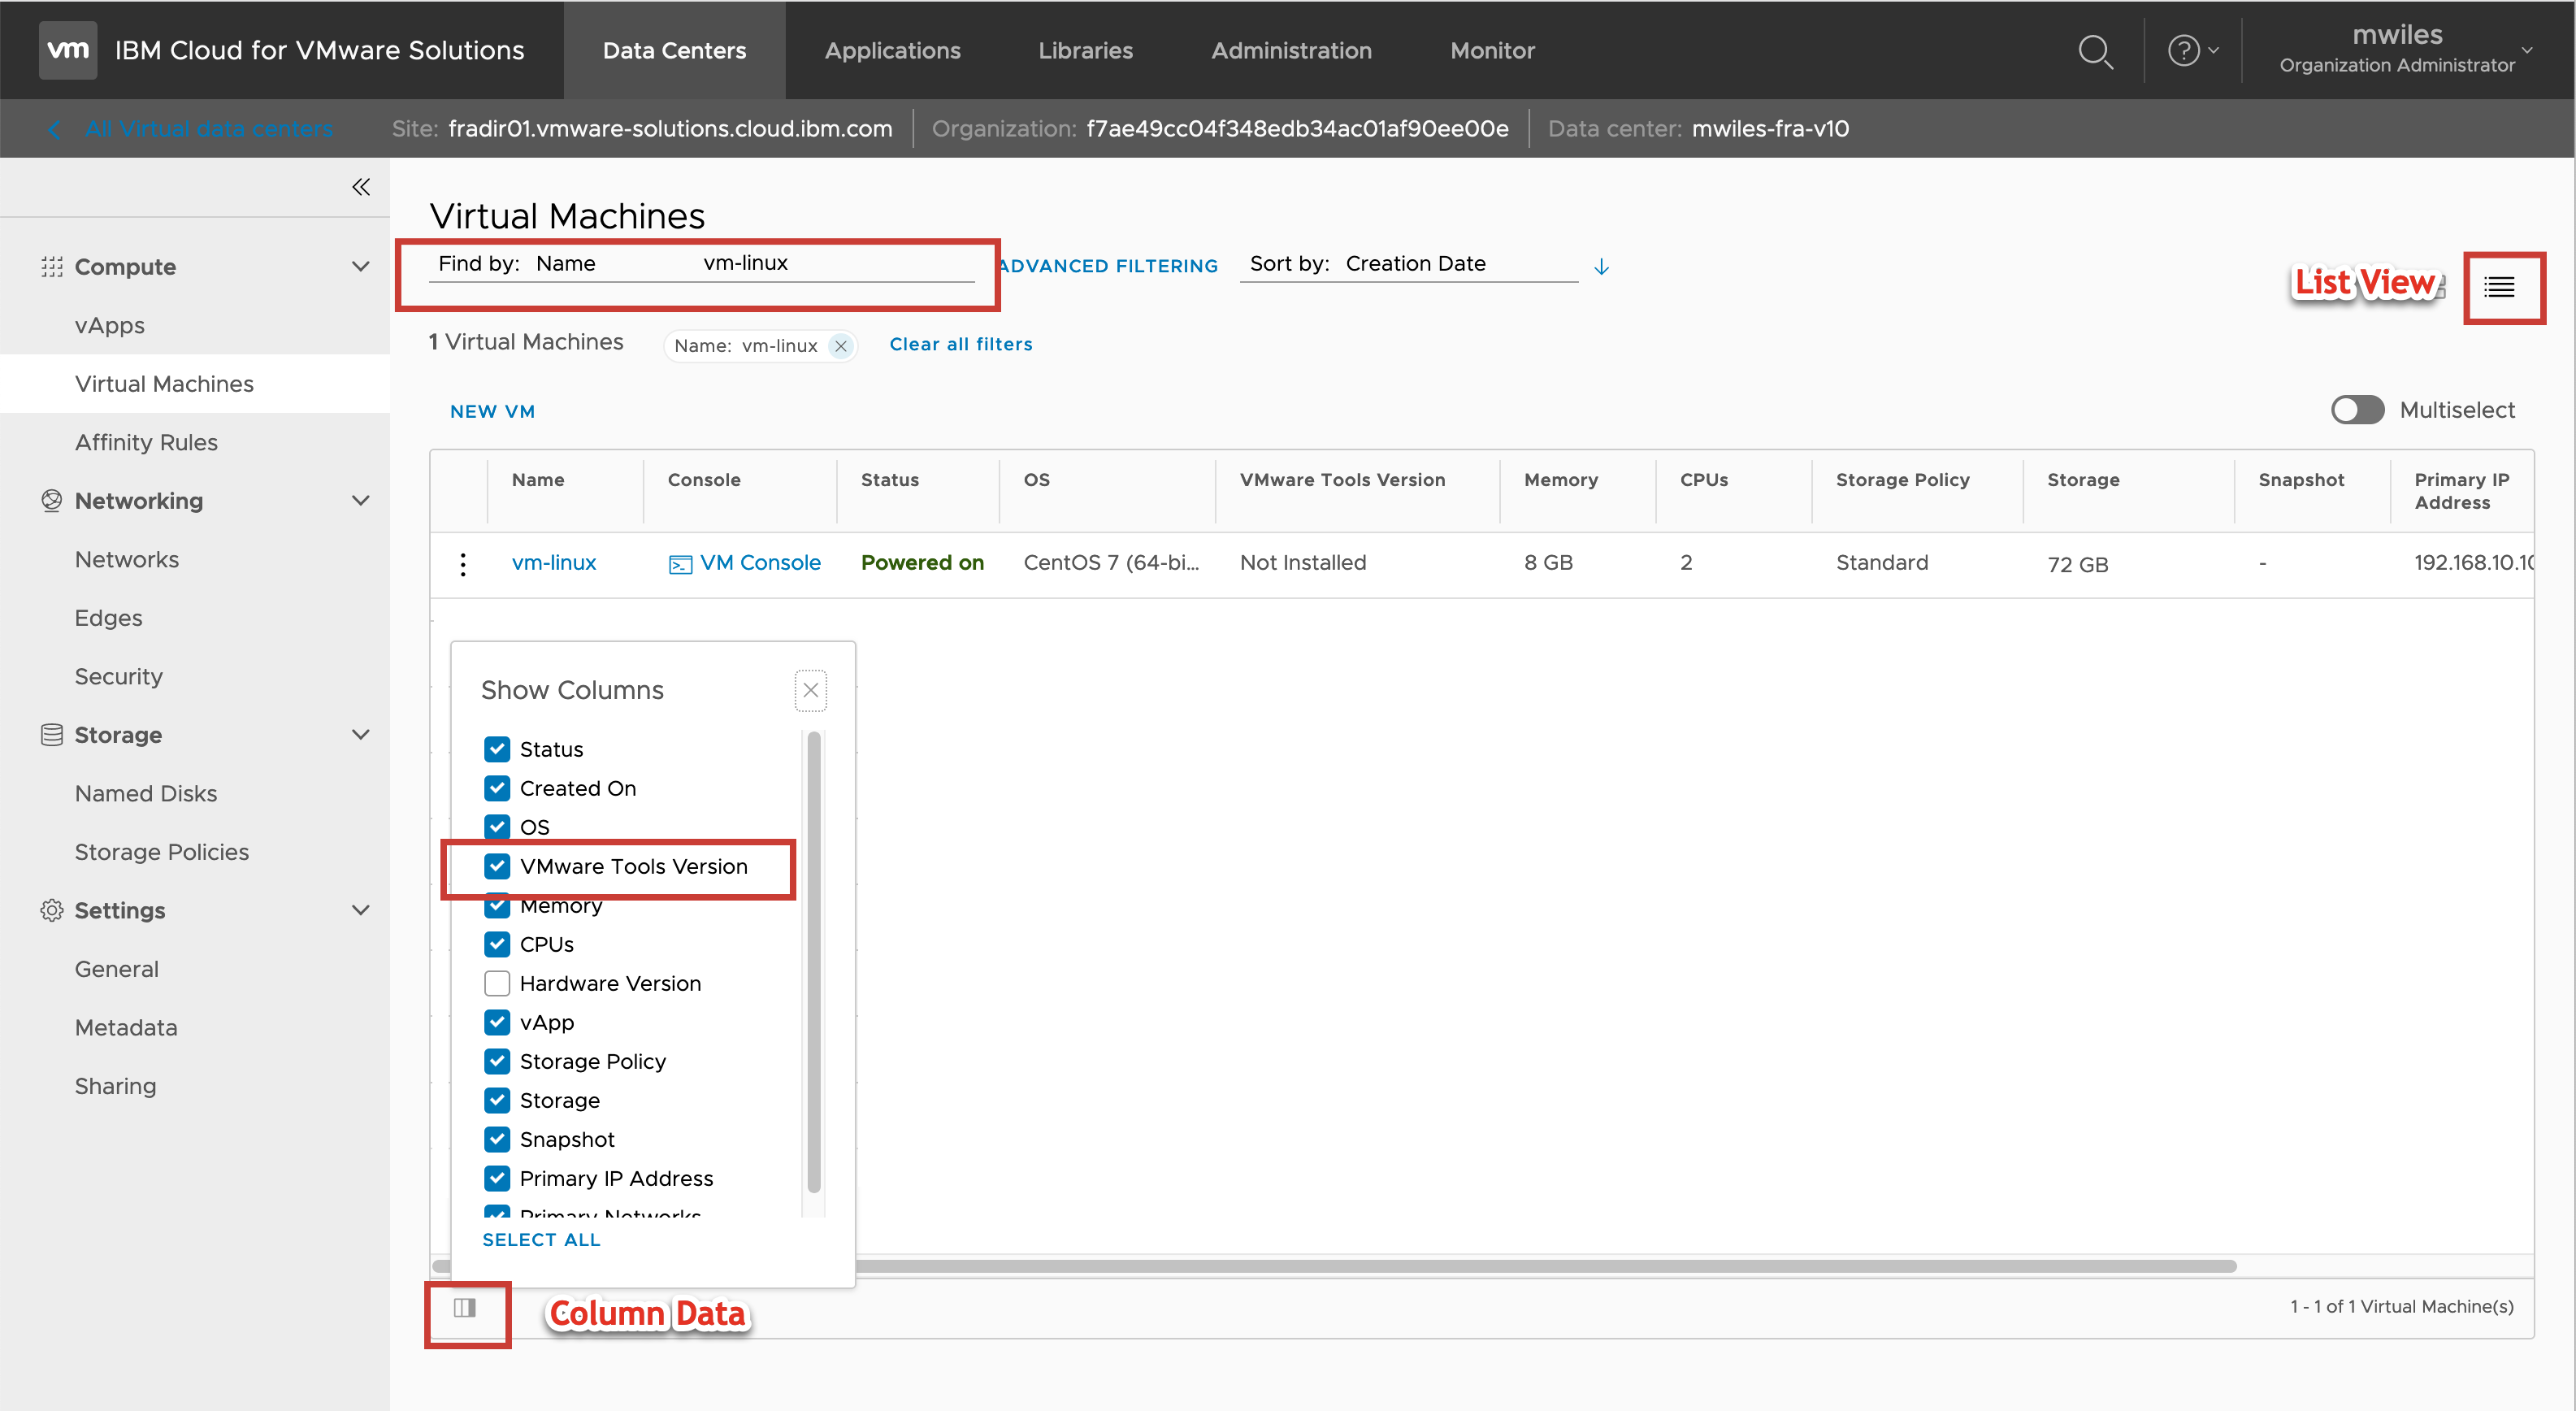 vm IBM Cloud for VMware Solutions Data Centers Applications Libraries Administration Monitor mwiles
Organization Administrator
All Virtual data centers Site: fradir01.vmware-solutions.cloud.ibm.com Organization: f7ae49cc04f348edb34ac01af90ee00e Data center: mwiles-fra-v10
Compute
vApps
Virtual Machines
Affinity Rules
Networking
Networks
Edges
Security
Storage
Named Disks
Storage Policies
Settings
General
Metadata
Sharing
Virtual Machines
Find by: Name vm-linux ADVANCED FILTERING Sort by: Creation Date
List View
1 Virtual Machines Name: vm-linux Clear all filters
NEW VM Multiselect
Name Console Status OS VMware Tools Version Memory CPUs Storage Policy Storage Snapshot Primary IP
Address
vm-linux VM Console Powered on CentOS 7 (64-bi... Not Installed 8 GB 2 Standard 72 GB - 192.168.10.10
Show Columns
Status
Created On
OS
VMware Tools Version
Memory
CPUs
Hardware Version
vApp
Storage Policy
Storage
Snapshot
Primary IP Address
Primary Networks
SELECT ALL
Column Data
1 - 1 of 1 Virtual Machine(s)